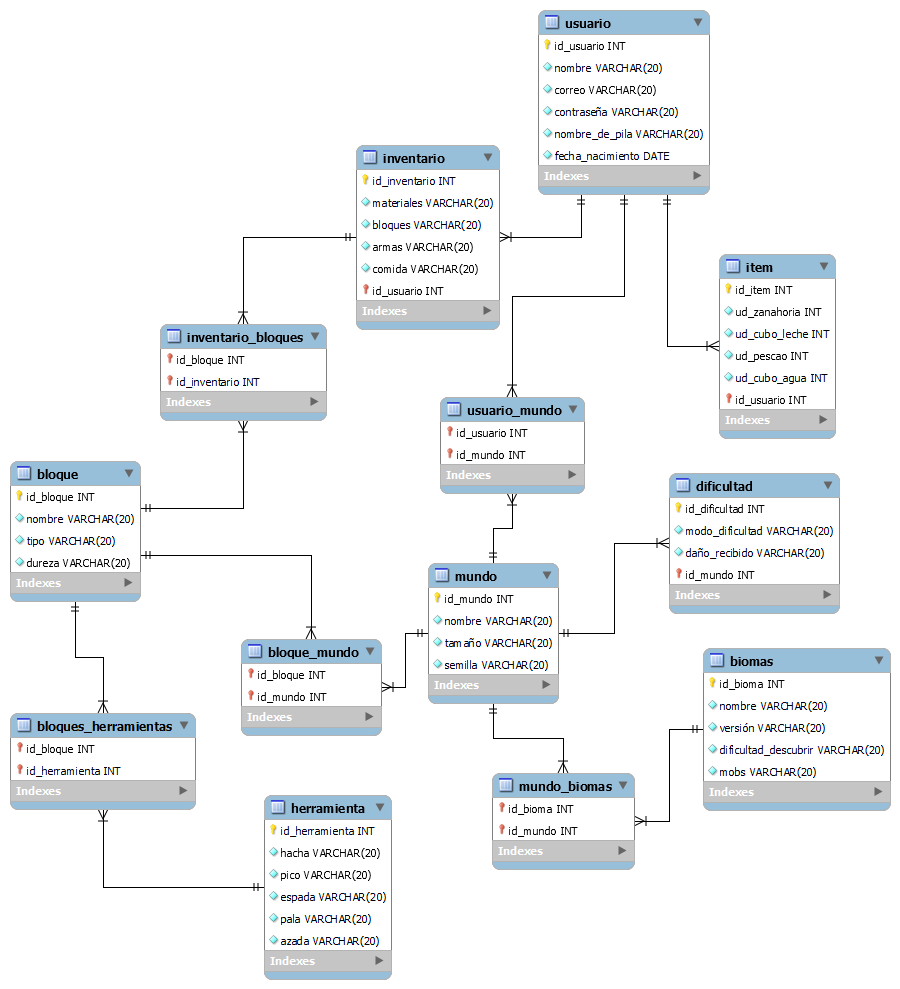 usuario
id_usuario INT
nombre VARCHAR(20)
correo VARCHAR(20)
contraseña VARCHAR(20)
nombre_de_pila VARCHAR(20)
fecha_nacimiento DATE
Indexes
inventario
id_inventario INT
materiales VARCHAR(20)
bloques VARCHAR(20)
armas VARCHAR(20)
comida VARCHAR(20)
id_usuario INT
Indexes
item
id_item INT
ud_zanahoria INT
ud_cubo_leche INT
ud_pescao INT
ud_cubo_agua INT
id_usuario INT
Indexes
inventario_bloques
id_bloque INT
id_inventario INT
Indexes
usuario_mundo
id_usuario INT
id_mundo INT
Indexes
bloque
id_bloque INT
nombre VARCHAR(20)
tipo VARCHAR(20)
dureza VARCHAR(20)
Indexes
dificultad
id_dificultad INT
modo_dificultad VARCHAR(20)
daño_recibido VARCHAR(20)
id_mundo INT
Indexes
mundo
id_mundo INT
nombre VARCHAR(20)
tamaño VARCHAR(20)
semilla VARCHAR(20)
Indexes
bloque_mundo
id_bloque INT
id_mundo INT
Indexes
biomas
id_bioma INT
nombre VARCHAR(20)
versión VARCHAR(20)
dificultad_descubrir VARCHAR(20)
mobs VARCHAR(20)
Indexes
bloques_herramientas
id_bloque INT
id_herramienta INT
Indexes
mundo_biomas
id_bioma INT
id_mundo INT
Indexes
herramienta
id_herramienta INT
hacha VARCHAR(20)
pico VARCHAR(20)
espada VARCHAR(20)
pala VARCHAR(20)
azada VARCHAR(20)
Indexes